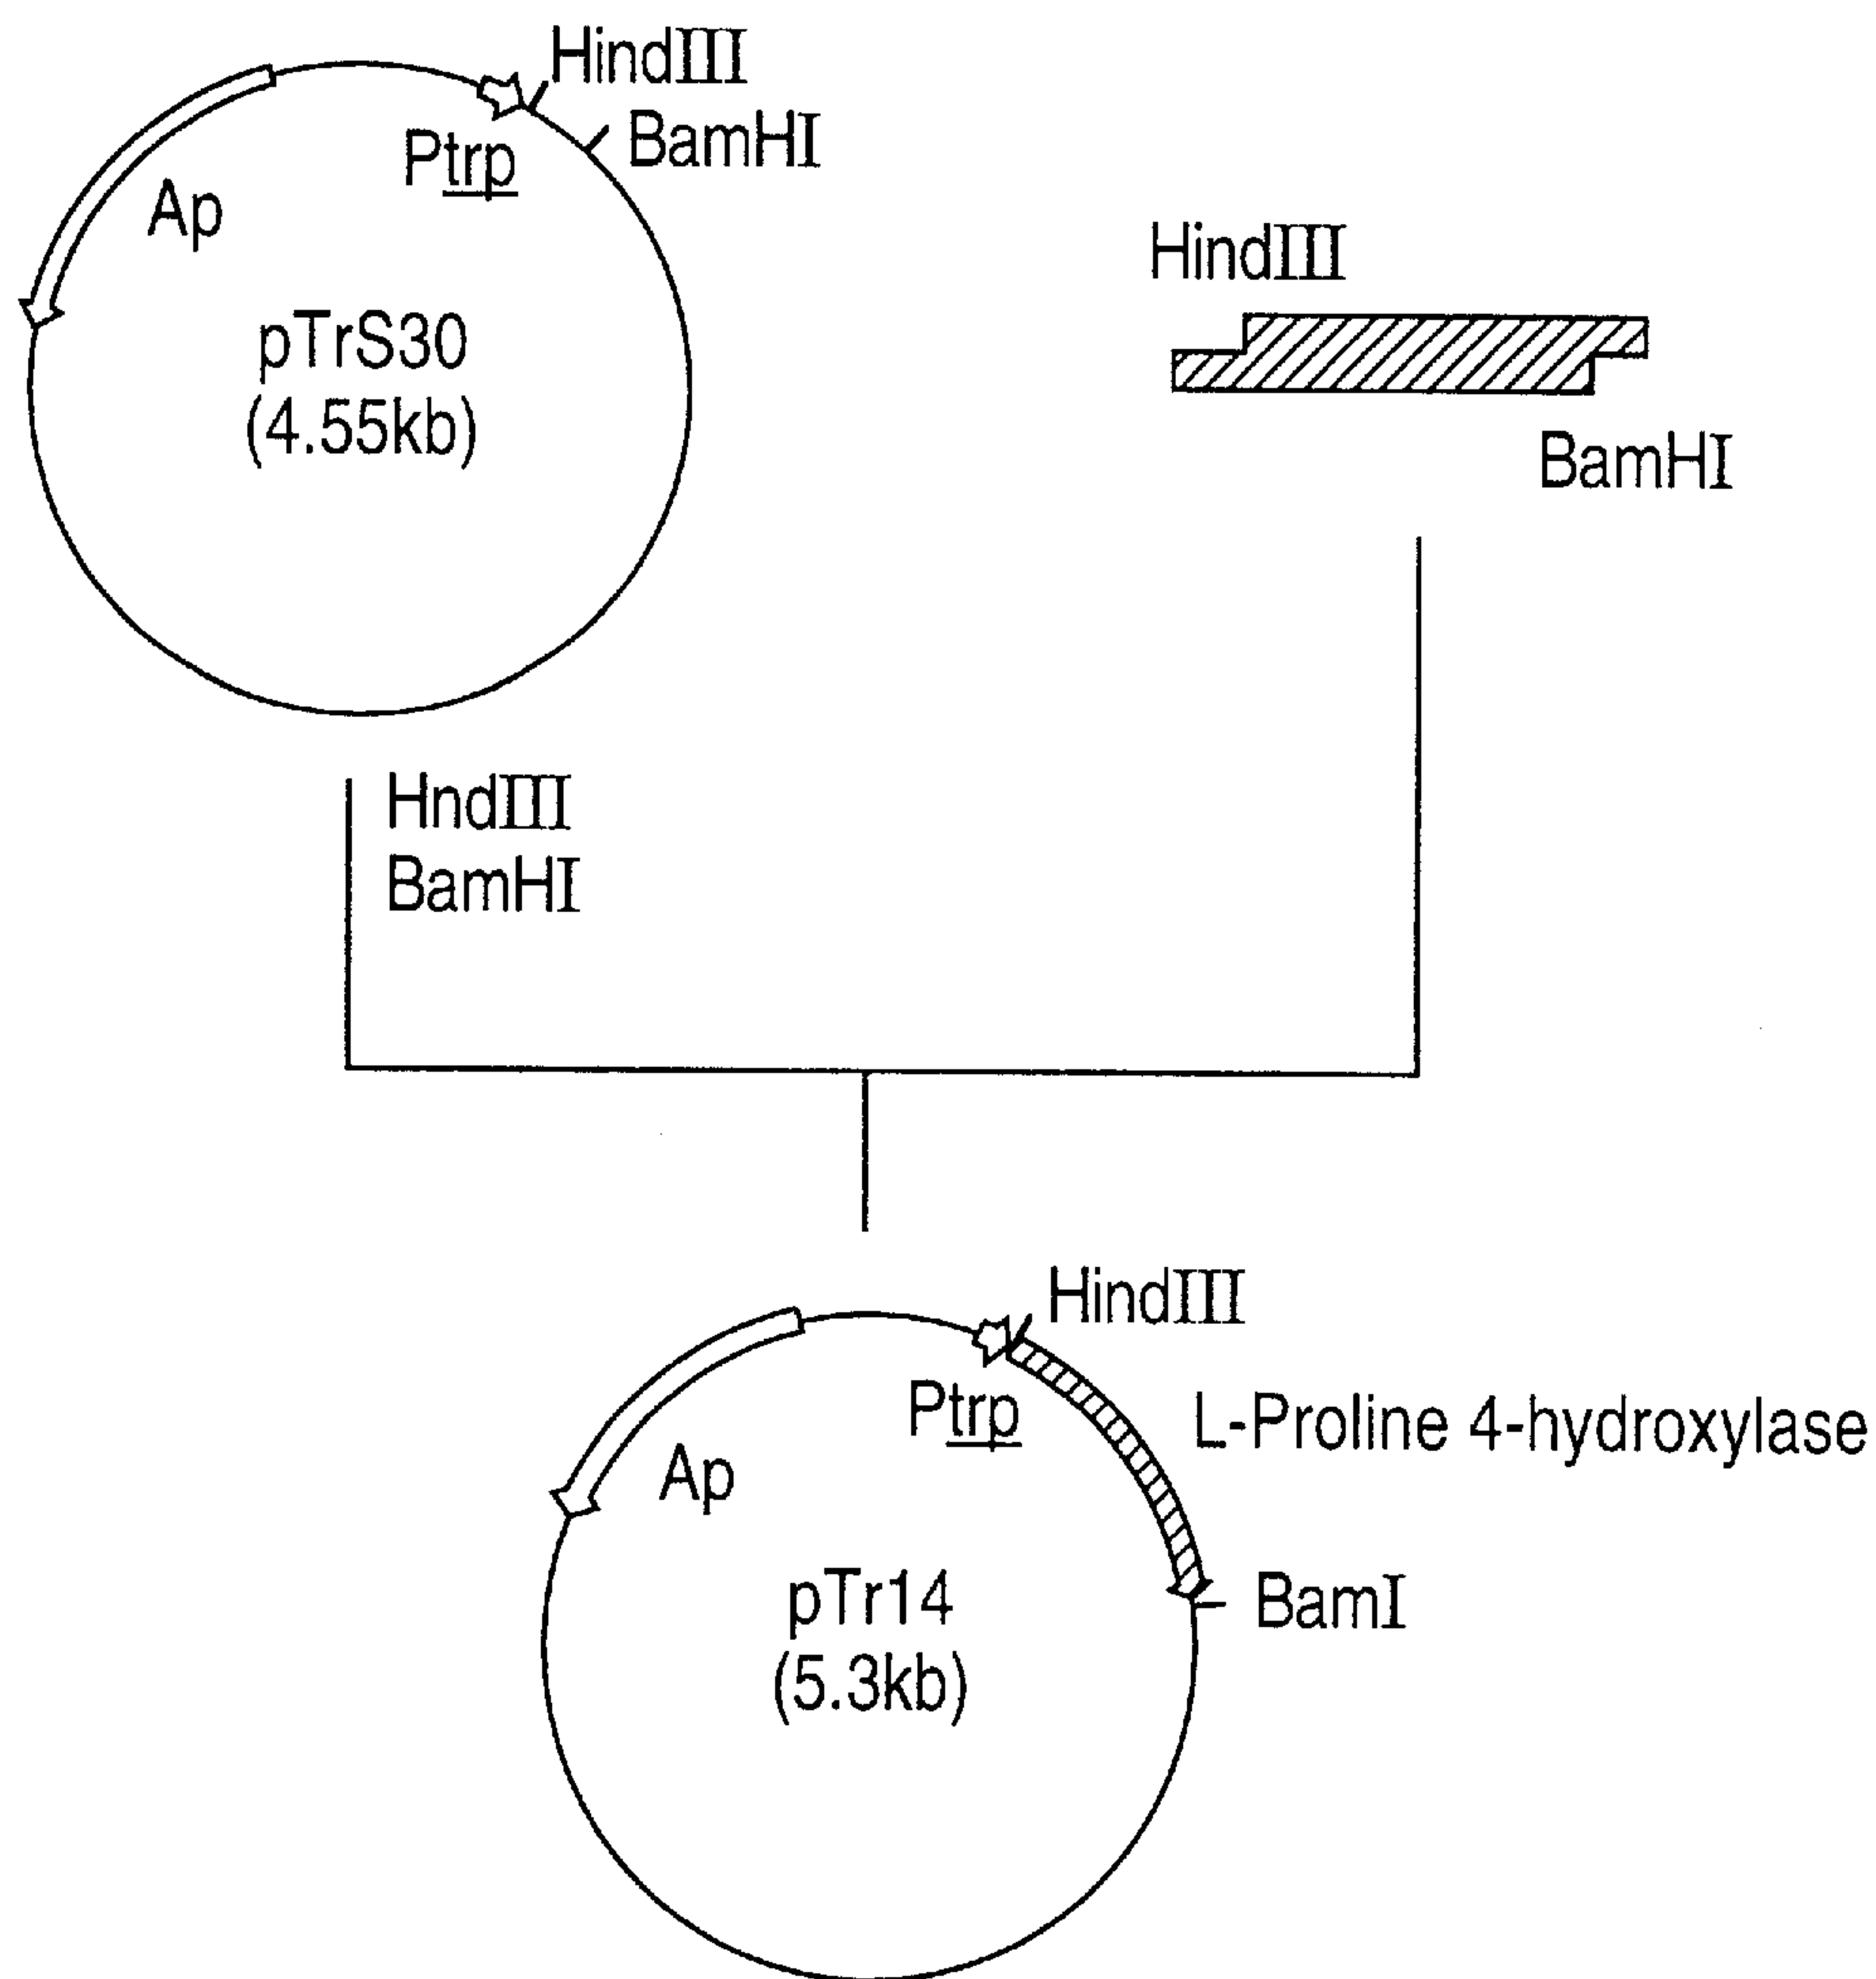 HindIII
BamHI
Ptrp
Ap
pTrS30
(4.55kb)
HindIII
BamHI
HndIII
BamHI
HindIII
Ptrp
L-Proline 4-hydroxylase
Ap
BamI
pTr14
(5.3kb)